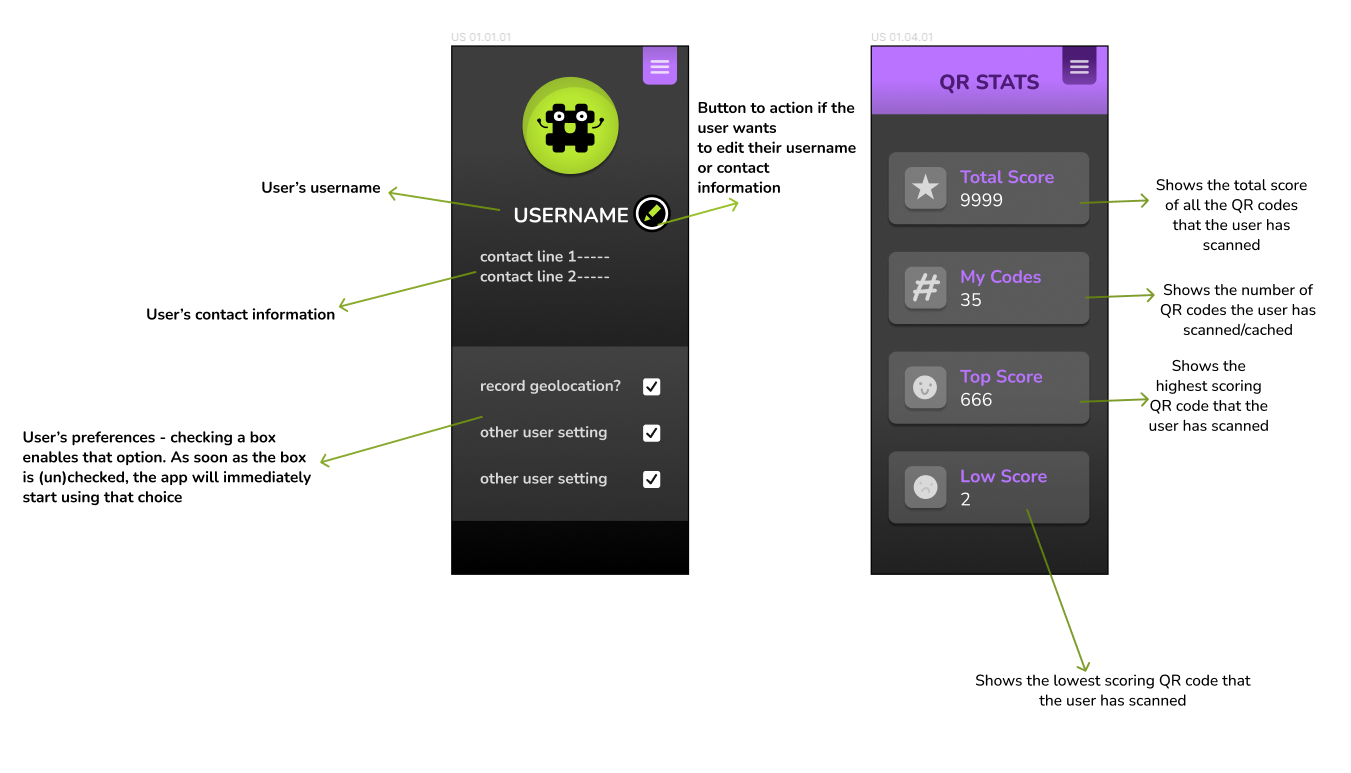 US 01.01.01
User's username
User’s contact information
User’s preferences - checking a box
enables that option. As soon as the box
is (un)checked, the app will immediately
start using that choice
USERNAME
contact line 1-----
contact line 2-----
record geolocation?
other user setting
other user setting
Button to action if the
user wants
to edit their username
or contact
information
US 01.04.01
QR STATS
Total Score
9999
My Codes
35
Top Score
666
Low Score
2
Shows the total score
of all the QR codes
that the user has
scanned
Shows the number of
QR codes the user has
scanned/cached
Shows the
highest scoring
QR code that the
user has scanned
Shows the lowest scoring QR code that
the user has scanned